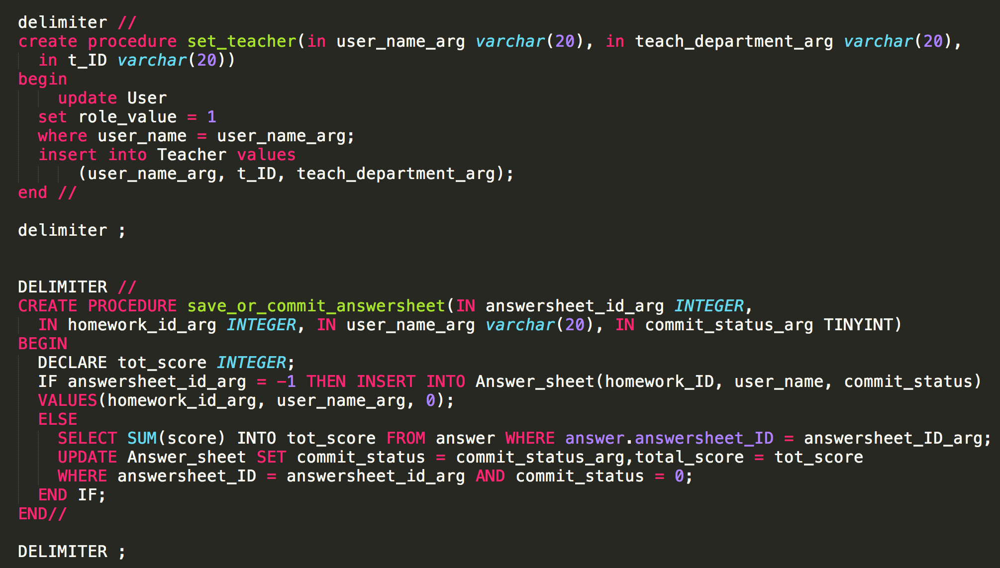 delimiter //
create procedure set_teacher(in user_name_arg varchar(20), in teach_department_arg varchar(20),
in t_ID varchar(20))
begin
update User
set role_value = 1
where user_name = user_name_arg;
insert into Teacher values
(user_name_arg, t_ID, teach_department_arg);
end //
delimiter ;
DELIMITER //
CREATE PROCEDURE save_or_commit_answersheet(IN answersheet_id_arg INTEGER,
IN homework_id_arg INTEGER, IN user_name_arg varchar(20), IN commit_status_arg TINYINT)
BEGIN
DECLARE tot_score INTEGER;
IF answersheet_id_arg = -1 THEN INSERT INTO Answer_sheet(homework_ID, user_name, commit_status)
VALUES(homework_id_arg, user_name_arg, 0);
ELSE
SELECT SUM(score) INTO tot_score FROM answer WHERE answer.answersheet_ID = answersheet_ID_arg;
UPDATE Answer_sheet SET commit_status = commit_status_arg,total_score = tot_score
WHERE answersheet_ID = answersheet_id_arg AND commit_status = 0;
END IF;
END//
DELIMITER ;